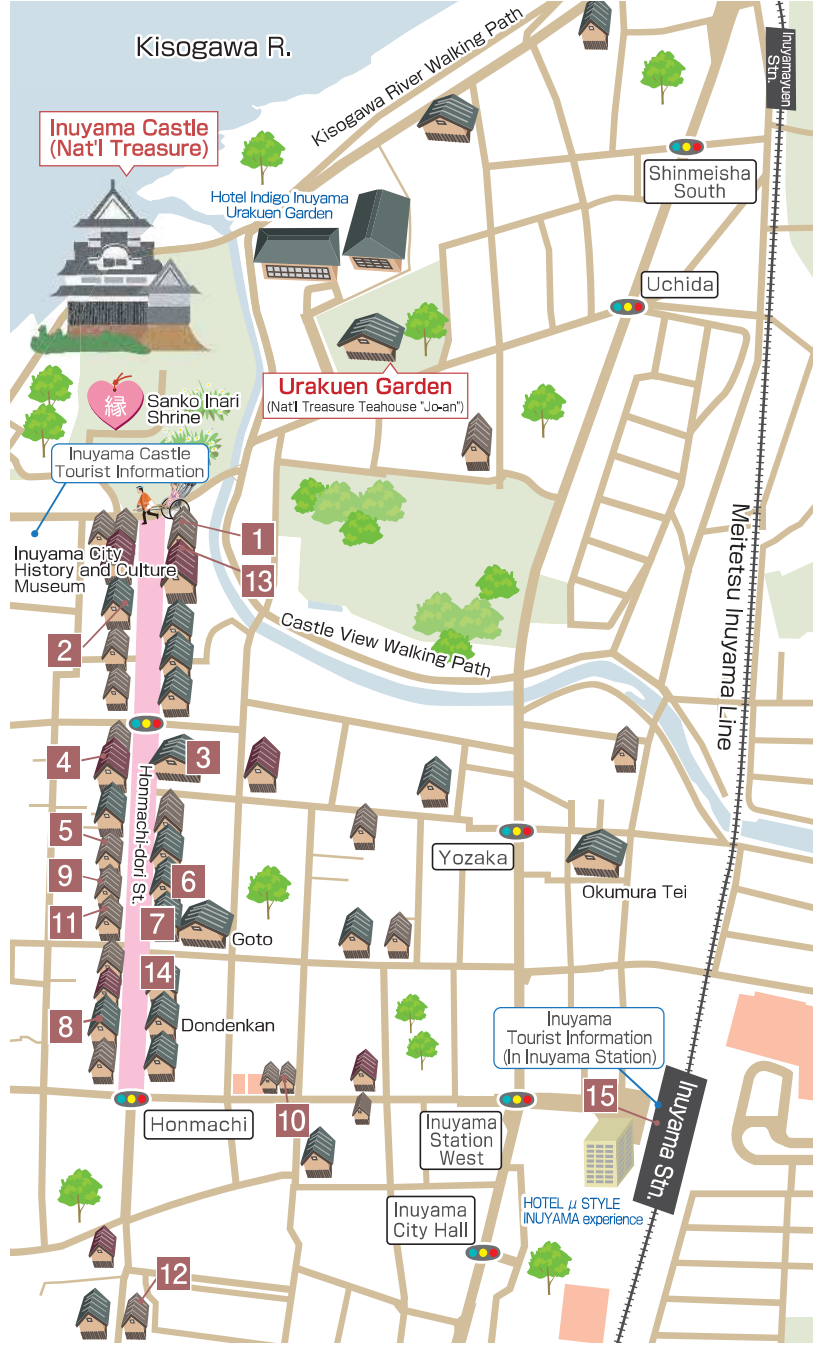 Kisogawa R.
Kisogawa River Walking Path
Inuyamayuen
Stn.
Inuyama Castle
(Nat'l Treasure)
Shinmeisha
South
Hotel Indigo Inuyama
Urakuen Garden
Uchida
Urakuen Garden
(Nat'l Treasure Teahouse "Jo-an")
縁
Sanko Inari
Shrine
Inuyama Castle
Tourist Information
Inuyama City
History and Culture
Museum
1
13
2
Castle View Walking Path
Meitetsu Inuyama Line
4
3
Honmachi-dori St.
5
6
9
11
7
Goto
Yozaka
Okumura Tei
14
8
Dondenkan
Inuyama
Tourist Information
(In Inuyama Station)
15
Inuyama Stn.
Honmachi
10
Inuyama
Station
West
Inuyama
City Hall
HOTEL μ STYLE
INUYAMA experience
12